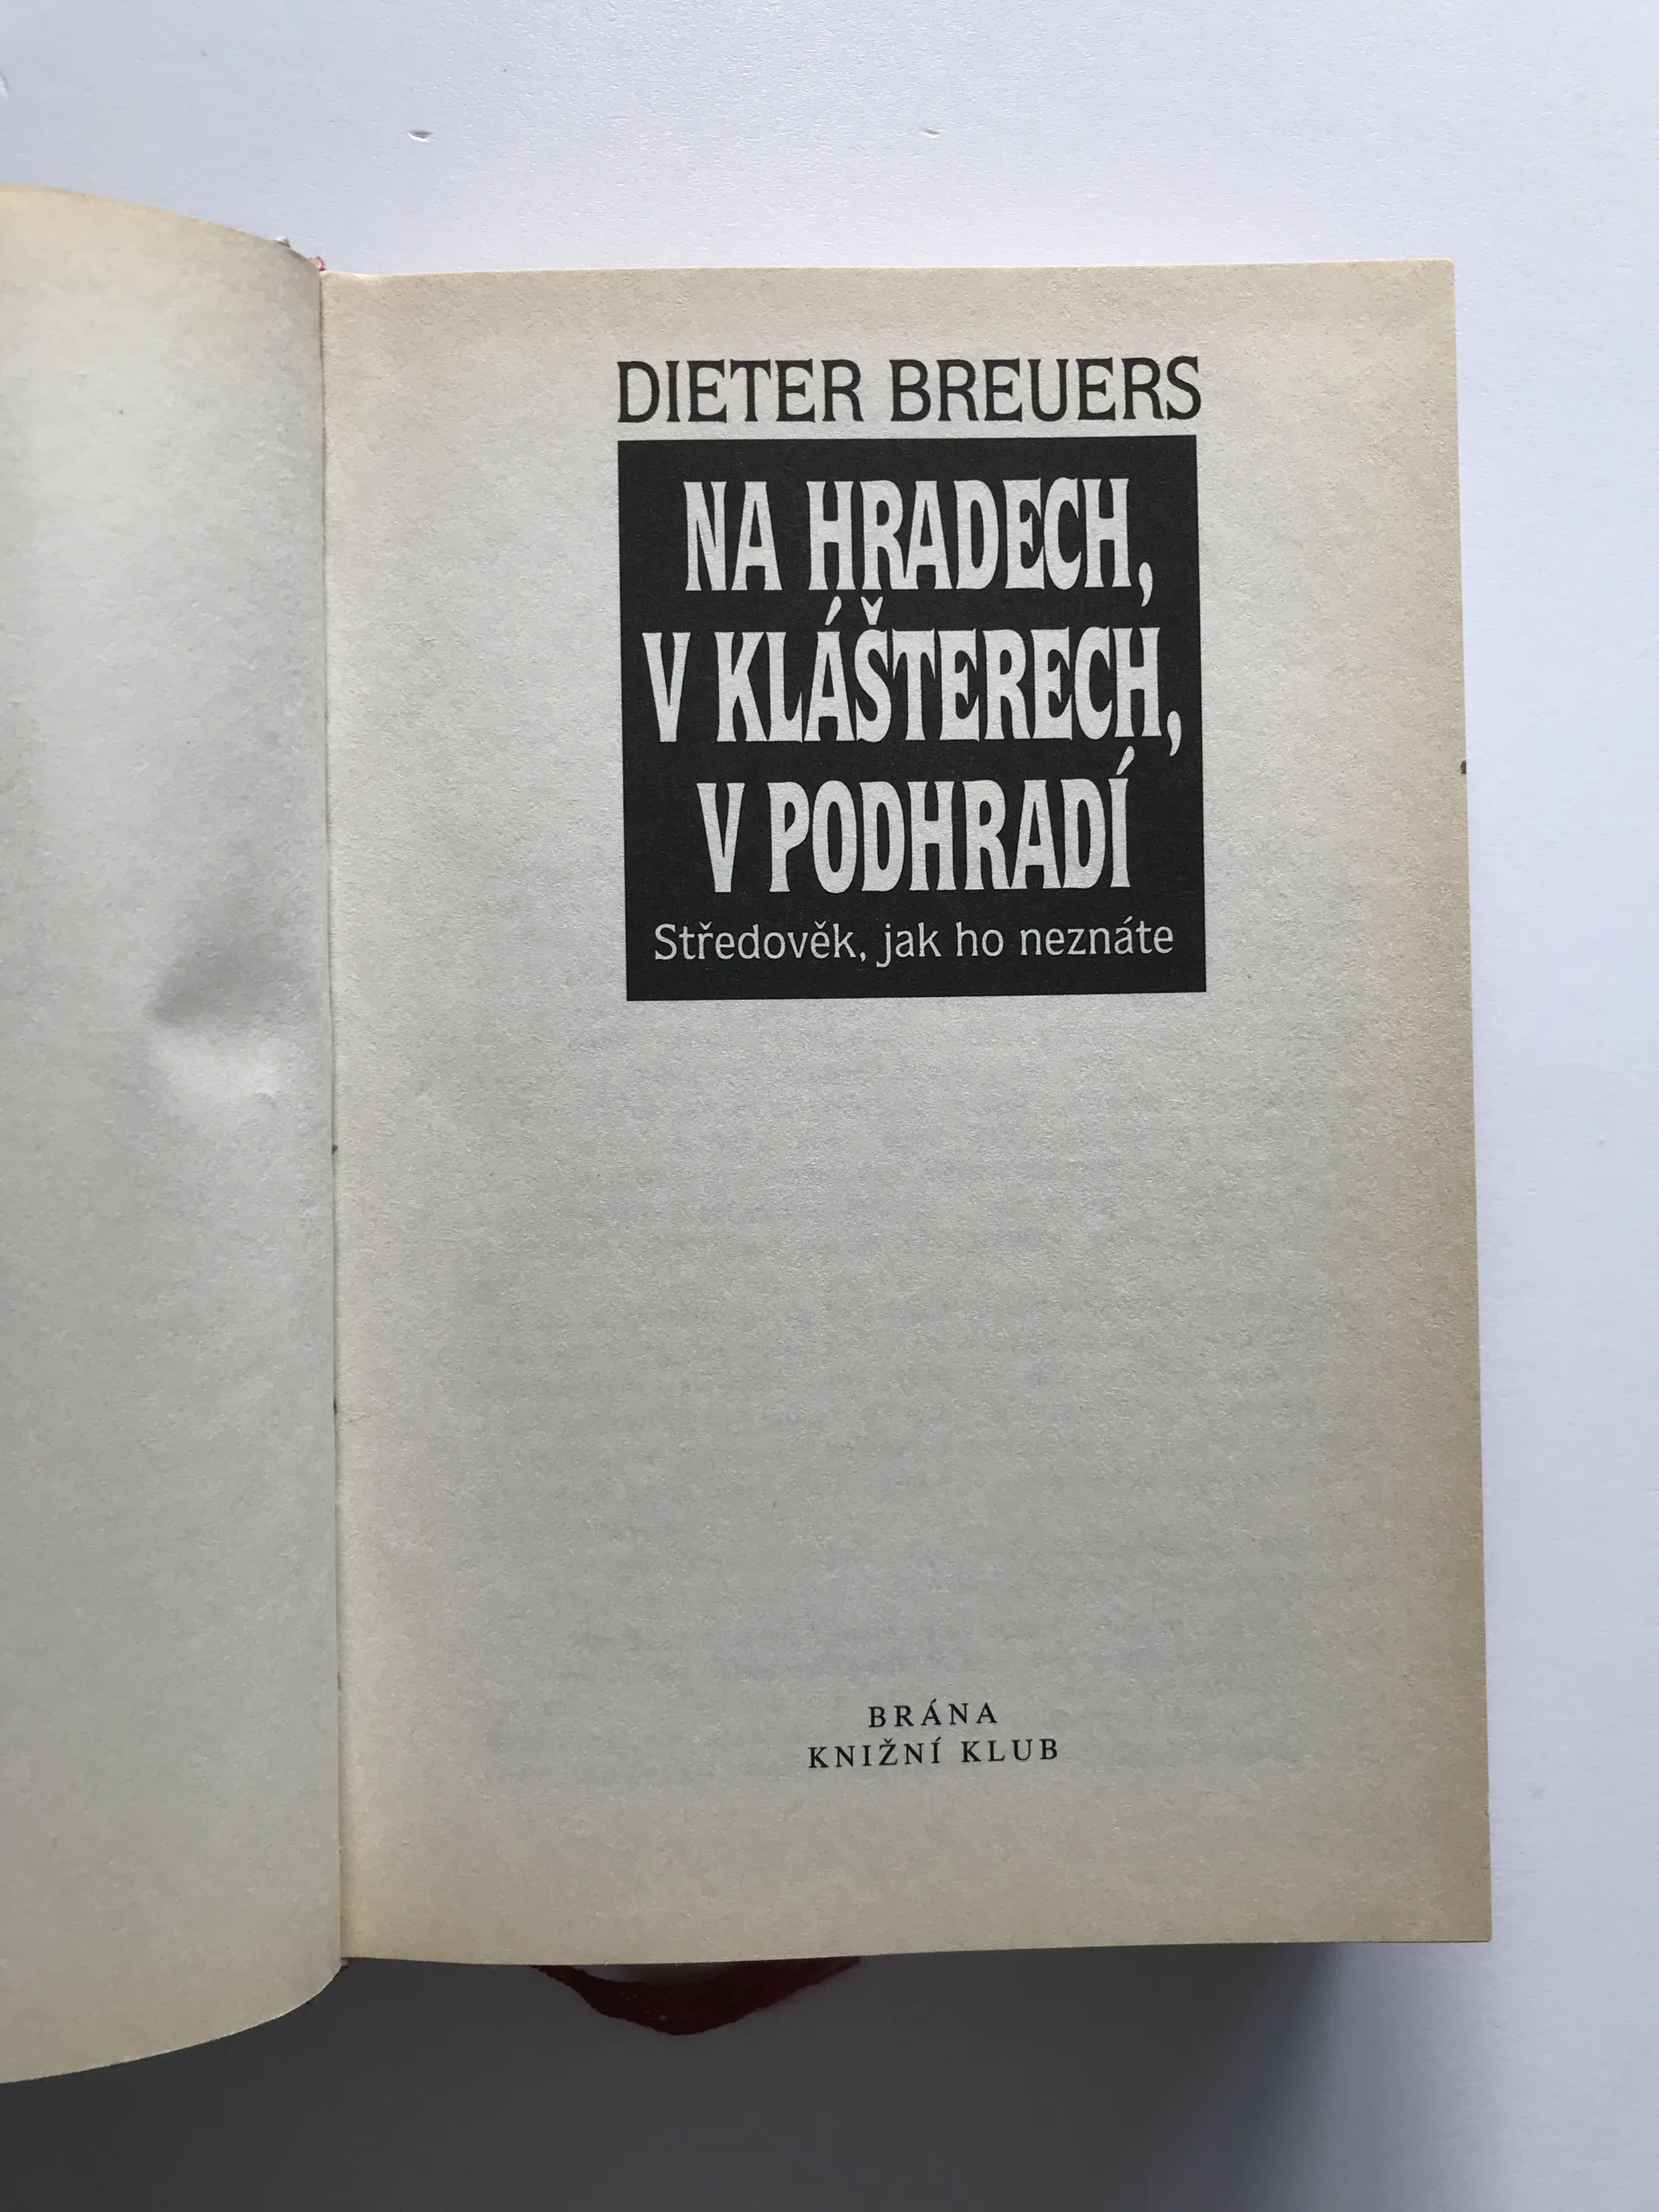 DIETER BREUERS
NA HRADECH,
V KLÁŠTERECH,
V PODHRADÍ
Středověk, jak ho neznáte
BRÁNA
KNIŽNÍ KLUB